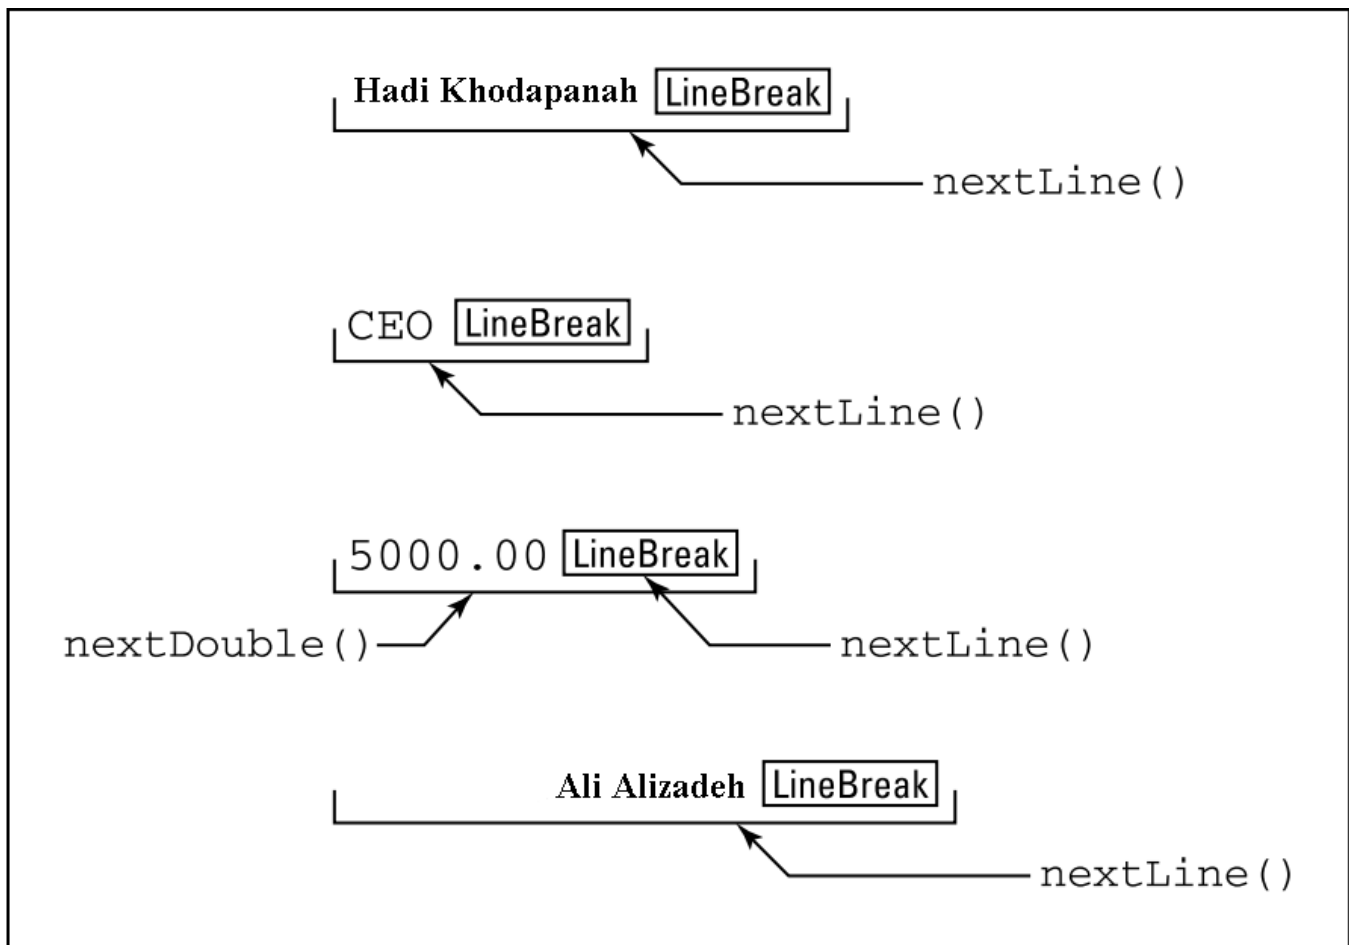 Hadi Khodapanah LineBreak
nextLine()
CEO LineBreak
nextLine()
5000.00 LineBreak
nextDouble() nextLine()
Ali Alizadeh LineBreak
nextLine()